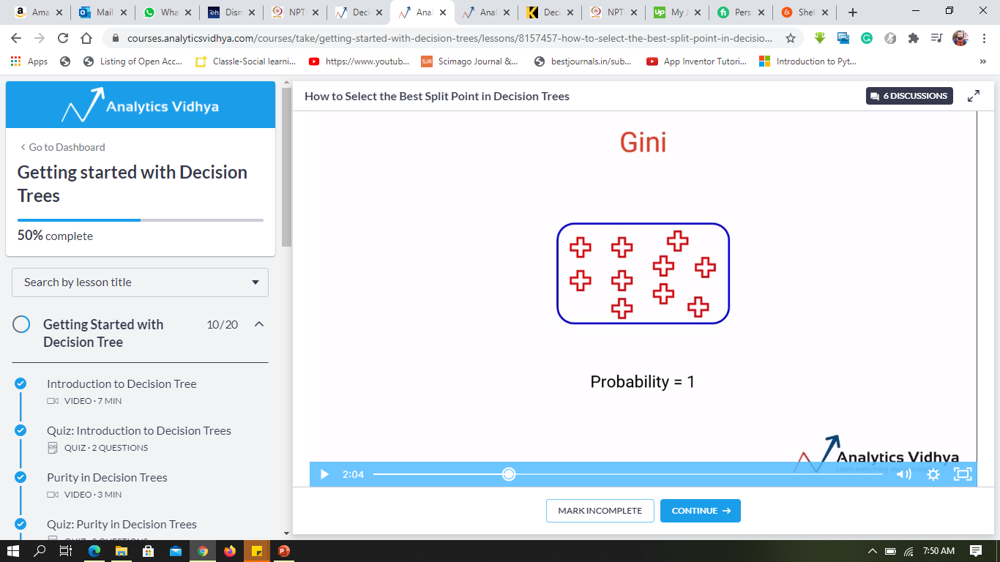 Ama
Mail
Wha
Disn
NPT
Deci
Anal
Anal
Deci
NPT
My J
Pers
Shel
courses.analyticsvidhya.com/courses/take/getting-started-with-decision-trees/lessons/8157457-how-to-select-the-best-split-point-in-decisio...
Apps
Listing of Open Acc...
Classle-Social learni...
https://www.youtub...
SJR
Scimago Journal &...
bestjournals.in/sub...
App Inventor Tutori...
Introduction to Pyt...
»
Analytics Vidhya
Go to Dashboard
Getting started with Decision
Trees
50% complete
Search by lesson title
Getting Started with
Decision Tree
10/20
Introduction to Decision Tree
VIDEO · 7 MIN
Quiz: Introduction to Decision Trees
QUIZ · 2 QUESTIONS
Purity in Decision Trees
VIDEO · 3 MIN
Quiz: Purity in Decision Trees
How to Select the Best Split Point in Decision Trees
6 DISCUSSIONS
Gini
Probability = 1
Analytics Vidhya
2:04
MARK INCOMPLETE
CONTINUE →
7:50 AM